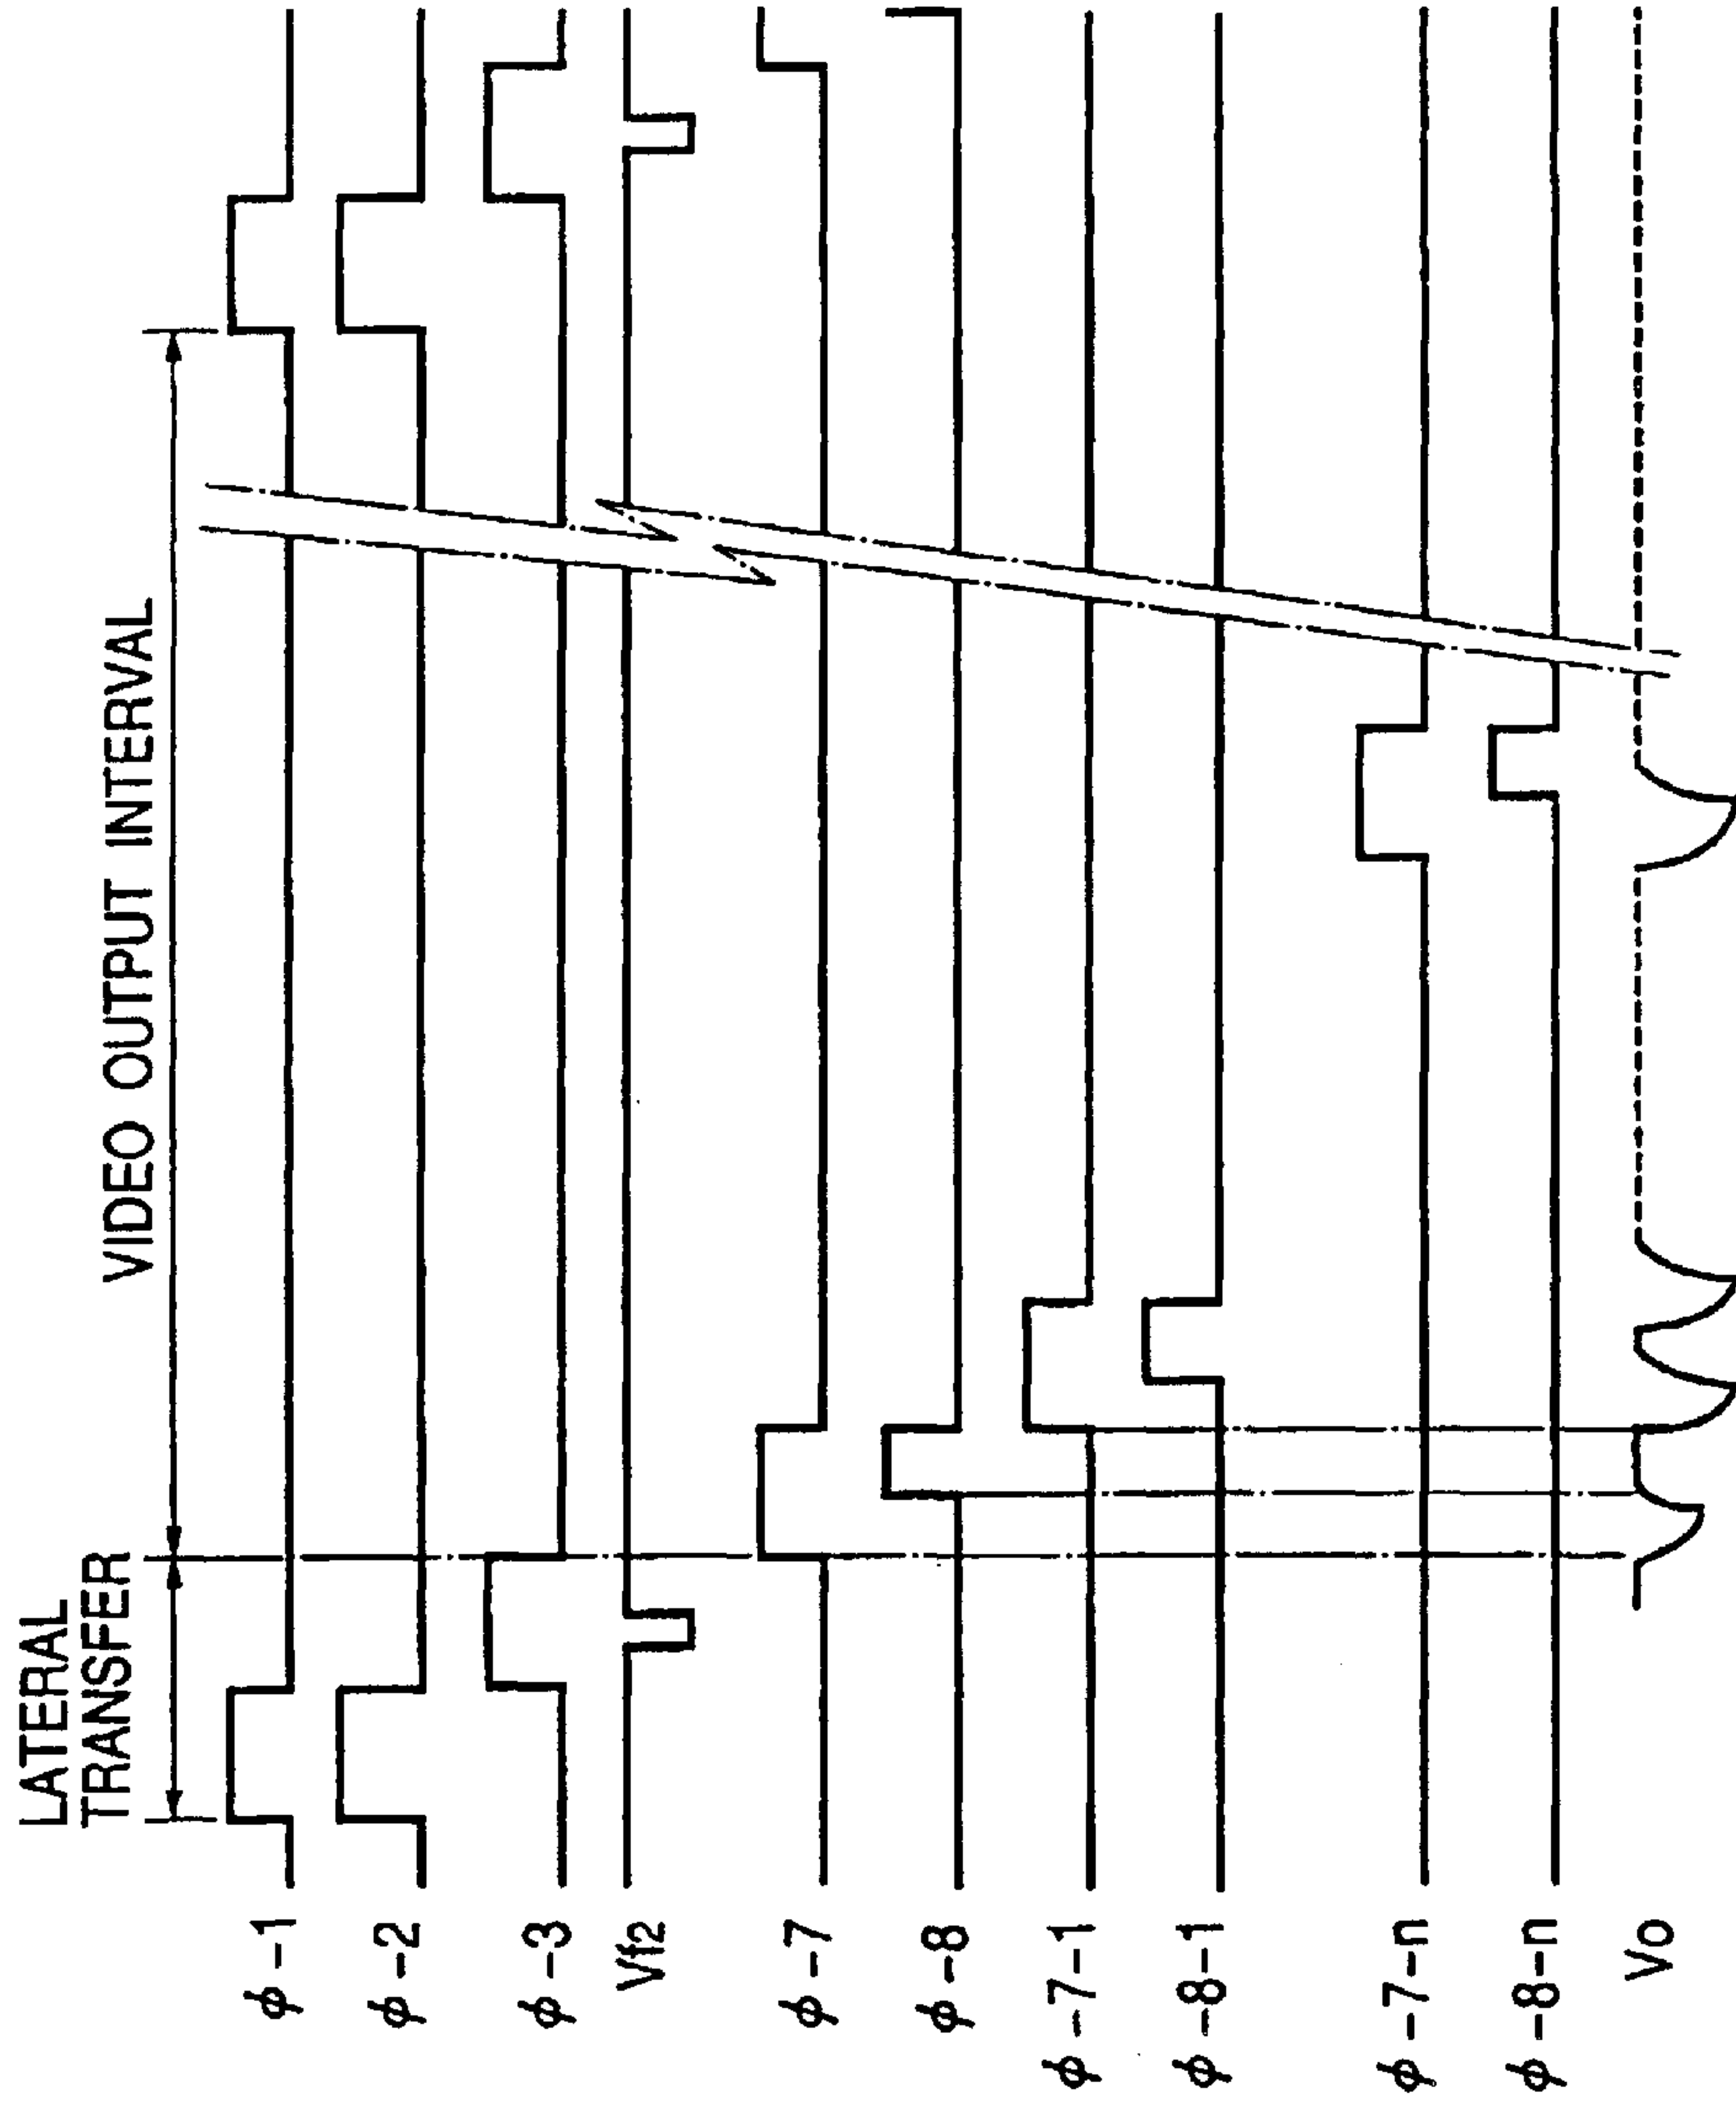 LATERAL
TRANSFER
VIDEO OUTPUT INTERVAL
ϕ-1
ϕ-2
ϕ-3
Vf2
ϕ-7
ϕ-8
ϕ-7-1
ϕ-8-1
ϕ-7-n
ϕ-8-n
Vo